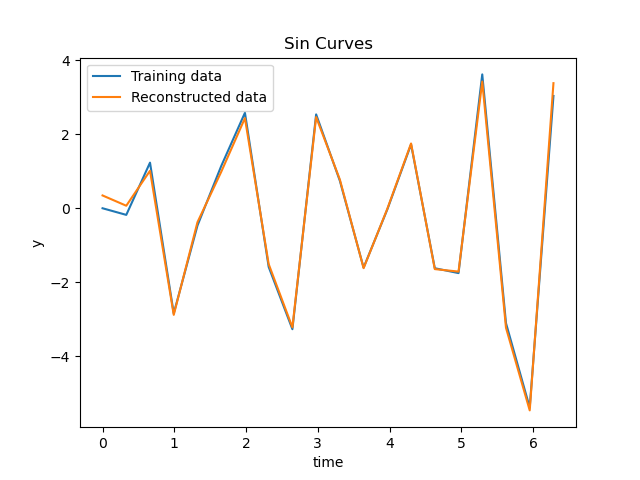 Sin Curves
Training data
Reconstructed data
4
2
0
−2
−4
y
0 1 2 3 4 5 6
time